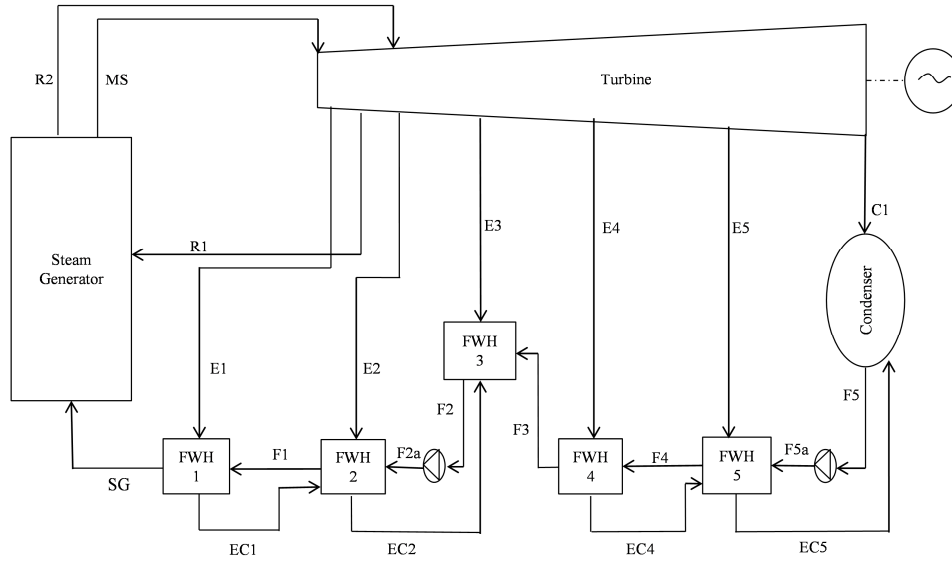 R2
MS
Turbine
C1
E3
E4
E5
R1
Steam
Generator
Condenser
FWH
3
E1
E2
F2
F3
F5
FWH
1
F1
FWH
2
F2a
FWH
4
F4
FWH
5
F5a
SG
EC1
EC2
EC4
EC5